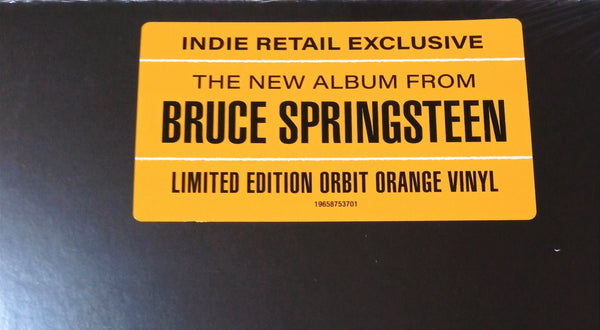 INDIE RETAIL EXCLUSIVE
THE NEW ALBUM FROM
BRUCE SPRINGSTEEN
LIMITED EDITION ORBIT ORANGE VINYL
19658753701